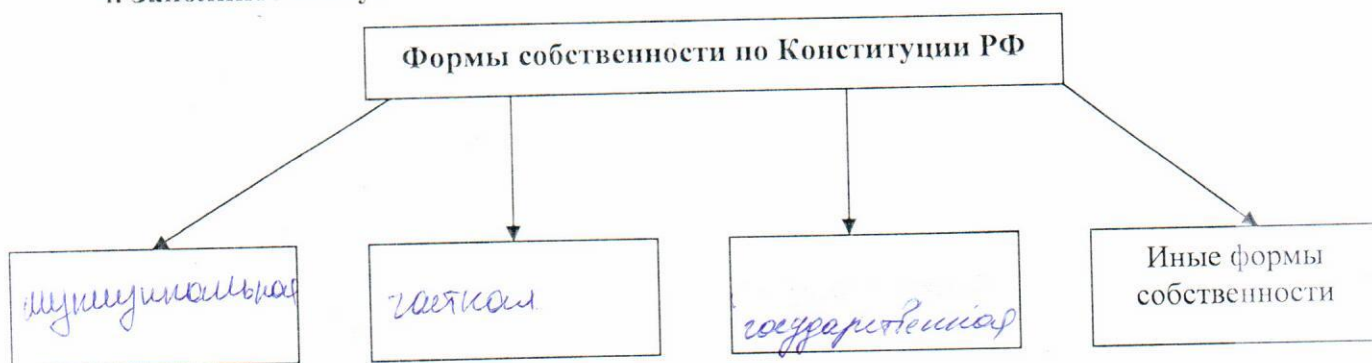 Формы собственности по Конституции РФ
муниципальная
частная
государственная
Иные формы
собственности